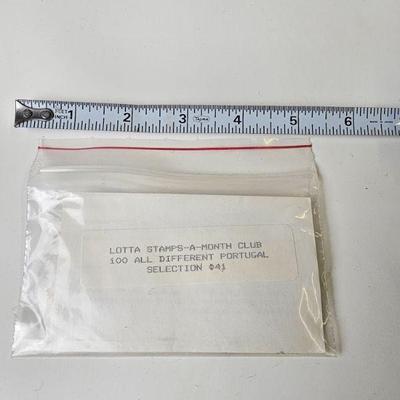 FEET
INCH
1 2 3 4 5 6
LOTTA STAMPS-A-MONTH CLUB
100 ALL DIFFERENT PORTUGAL
SELECTION #41